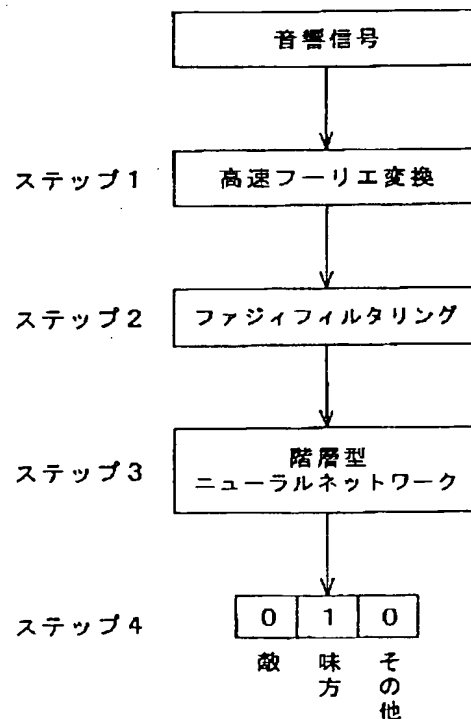 音響信号
ステップ1
高速フーリエ変換
ステップ2
ファジィフィルタリング
ステップ3
階層型
ニューラルネットワーク
ステップ4
0 1 0
敵
味方
その他